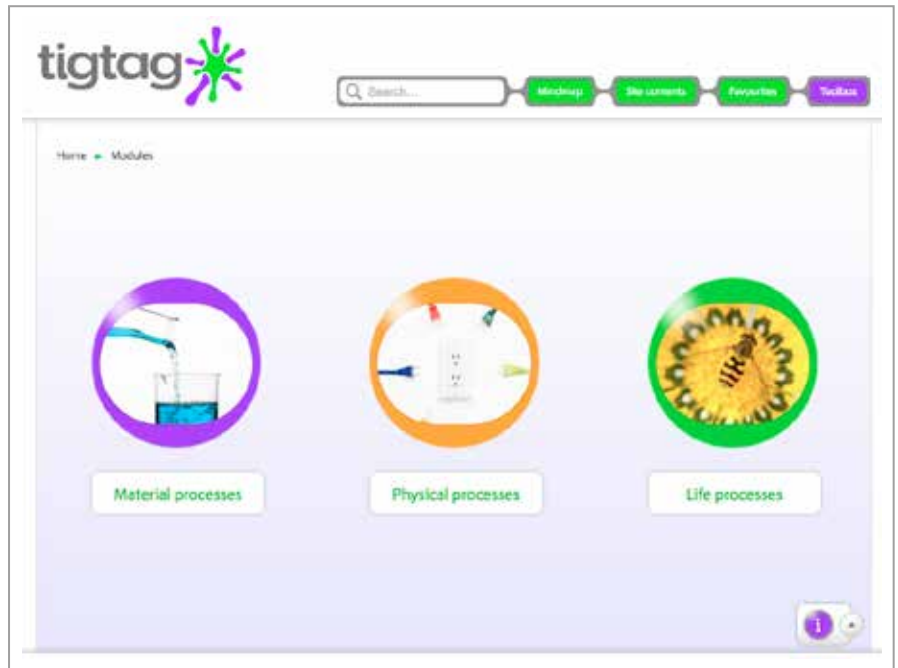 tigtag
Search...
Mindmap
Site contents
Favourites
Toolbox
Home Modules
Material processes
Physical processes
Life processes
i